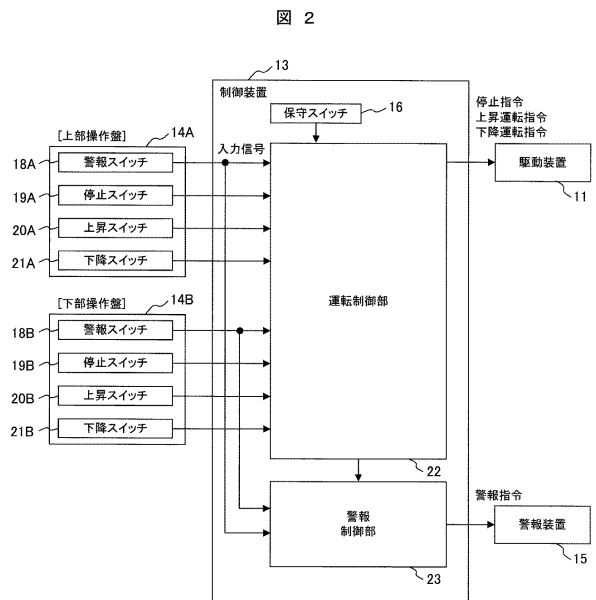 図 2
13
制御装置
保守スイッチ
16
停止指令
上昇運転指令
下降運転指令
[上部操作盤]
14A
入力信号
18A
警報スイッチ
駆動装置
11
19A
停止スイッチ
20A
上昇スイッチ
21A
下降スイッチ
運転制御部
[下部操作盤]
14B
18B
警報スイッチ
19B
停止スイッチ
20B
上昇スイッチ
21B
下降スイッチ
22
警報指令
警報
制御部
警報装置
15
23